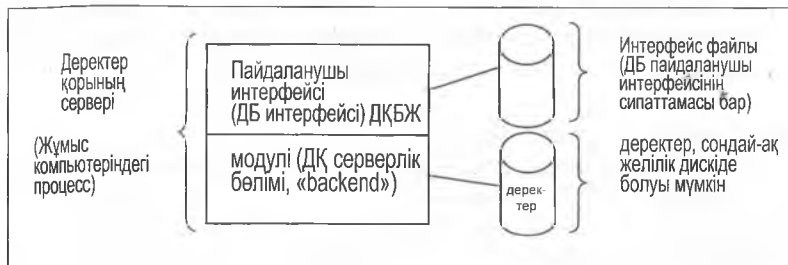 Деректер
қорының
сервері
(Жұмыс
компьютеріндегі
процесс)
Пайдаланушы
интерфейсі
(ДБ интерфейсі) ДҚБЖ
модулі (ДҚ серверлік
бөлімі, «backend»)
дерек-
тер
Интерфейс файлы
(ДБ пайдаланушы
интерфейсінің
сипаттамасы бар)
деректер, сондай-ақ
желілік дискіде
болуы мүмкін